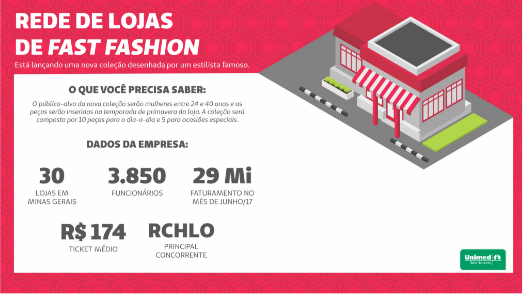 REDE DE LOJAS
DE FAST FASHION
Está lançando uma nova coleção desenhada por um estilista famoso.
O QUE VOCÊ PRECISA SABER:
O público-alvo da nova coleção serão mulheres entre 24 e 40 anos e as
peças serão inseridas na temporada de primavera da loja. A coleção será
composta por 10 peças para o dia-a-dia e 5 para ocasiões especiais.
DADOS DA EMPRESA:
30
LOJAS EM
MINAS GERAIS
3.850
FUNCIONÁRIOS
29 Mi
FATURAMENTO NO
MÊS DE JUNHO/17
R$ 174
TICKET MÉDIO
RCHLO
PRINCIPAL
CONCORRENTE
Unimed